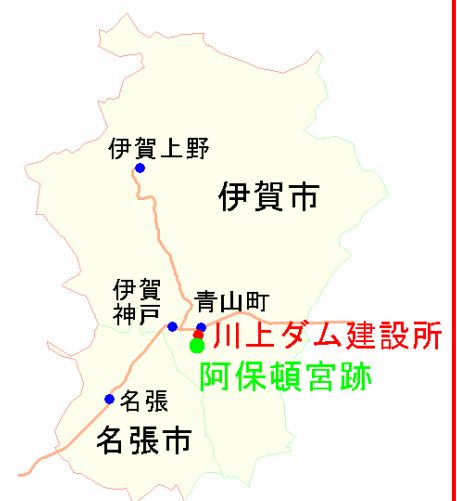 伊賀上野
伊賀市
伊賀
神戸
青山町
川上ダム建設所
阿保頓宮跡
名張
名張市